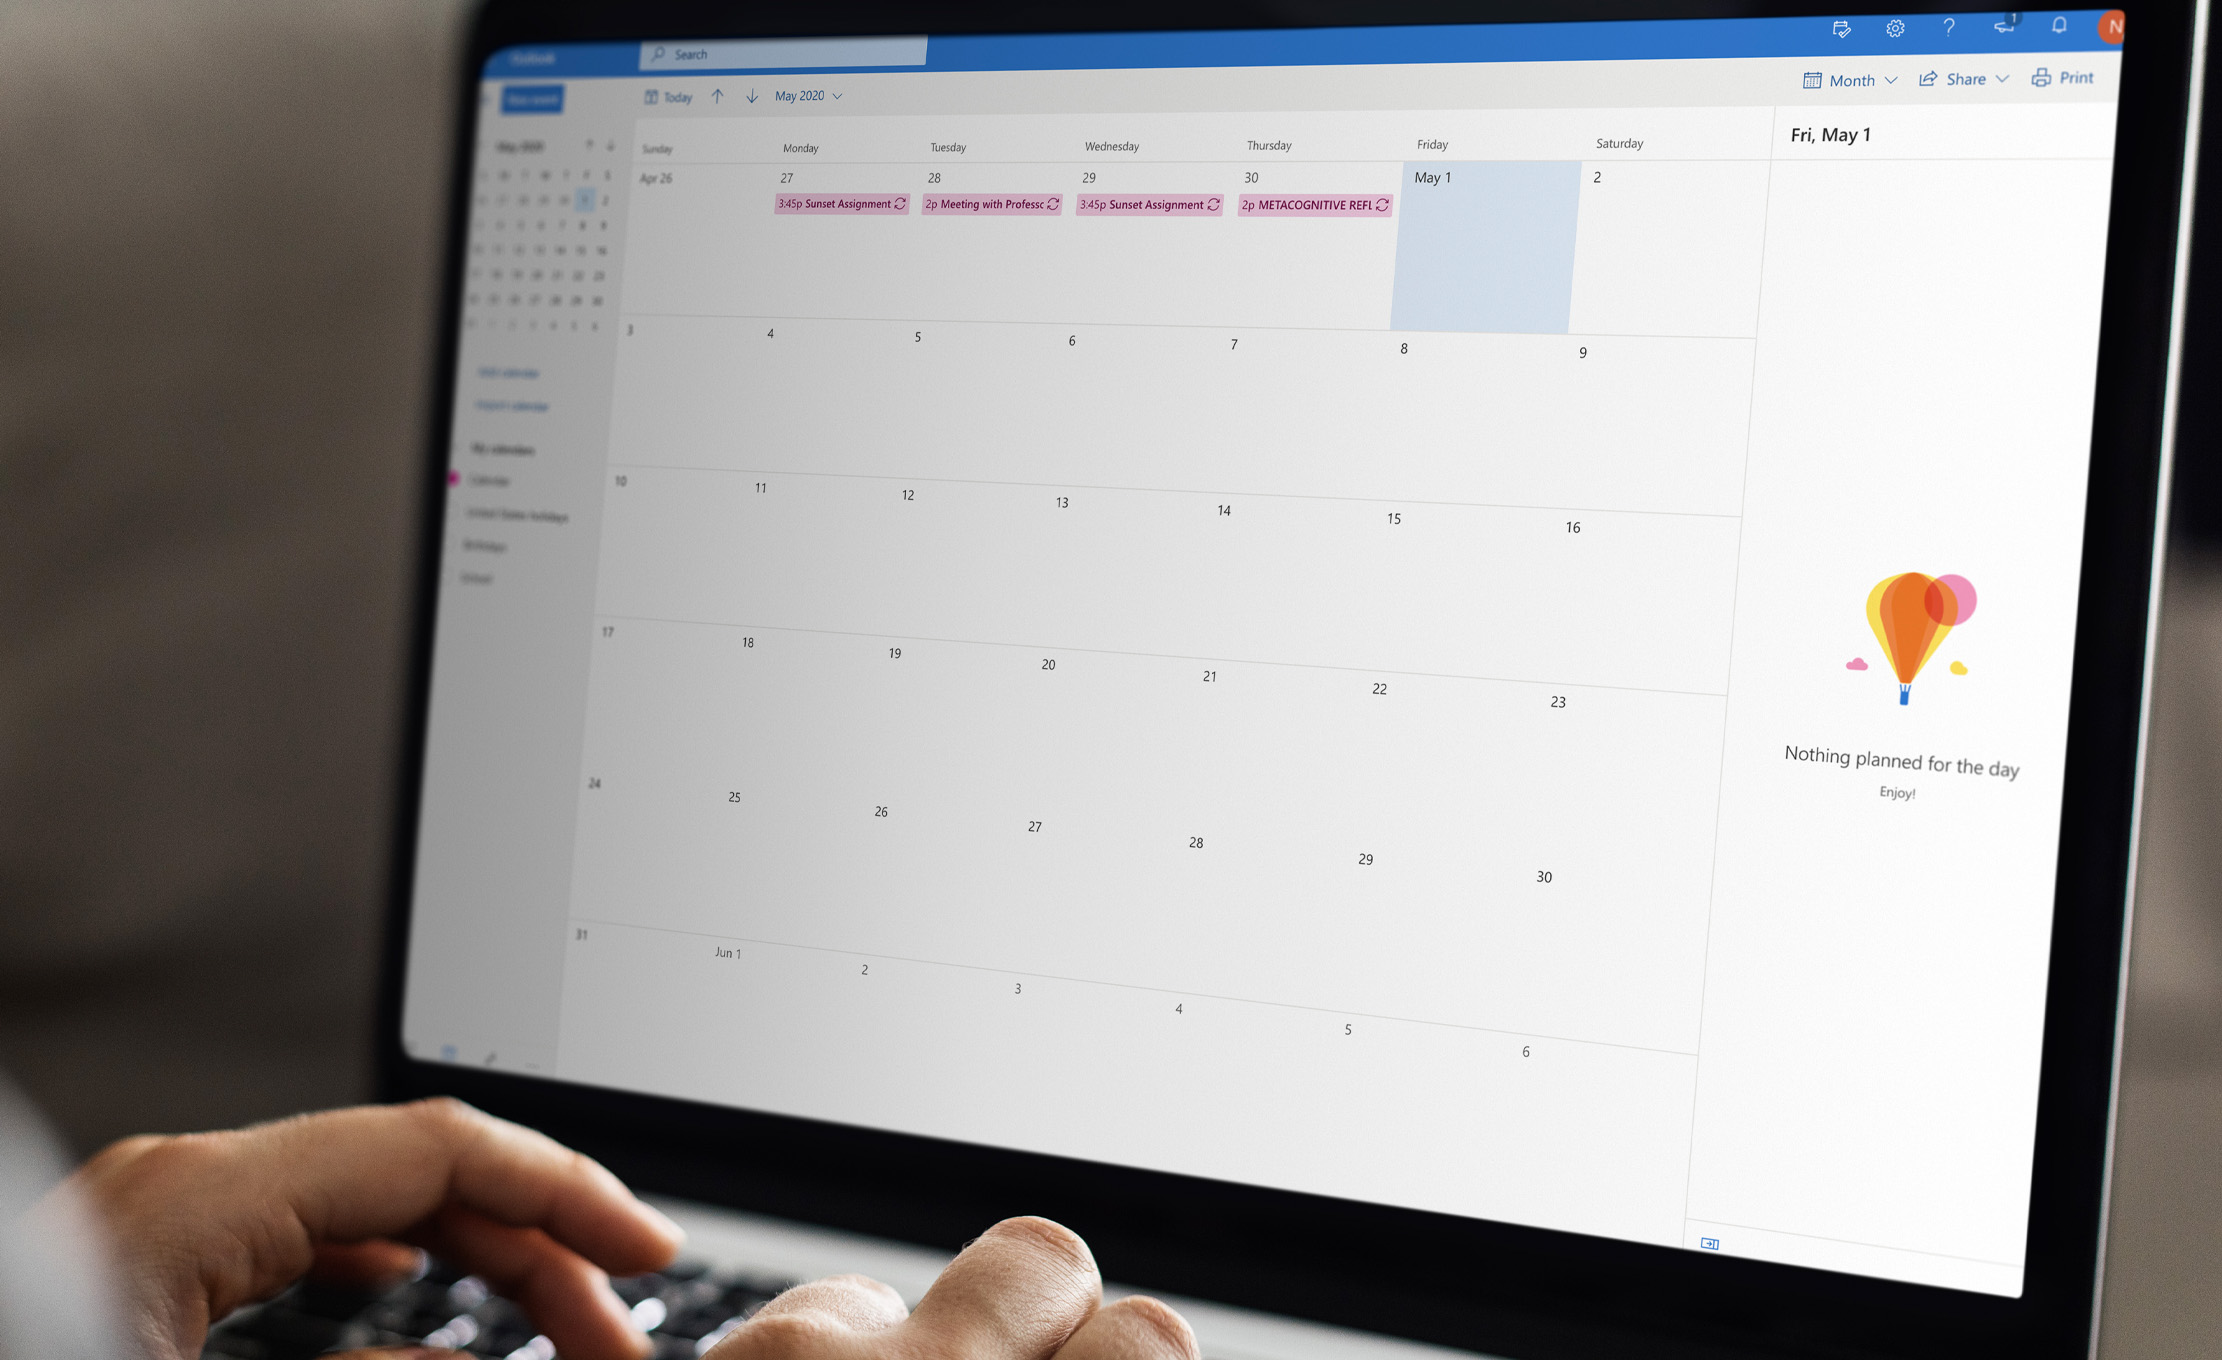 Outlook
Search
1
N
New event
Today
May 2020
Month
Share
Print
May 2020
Sunday
Monday
Tuesday
Wednesday
Thursday
Friday
Saturday
Fri, May 1
Apr 26
27
28
29
30
May 1
2
3:45p Sunset Assignment
2p Meeting with Professc
3:45p Sunset Assignment
2p METACOGNITIVE REFL
3
4
5
6
7
8
9
Add calendar
Import calendar
My calendars
Calendar
United States holidays
Birthdays
School
10
11
12
13
14
15
16
17
18
19
20
21
22
23
24
25
26
27
28
29
30
Nothing planned for the day
Enjoy!
31
Jun 1
2
3
4
5
6